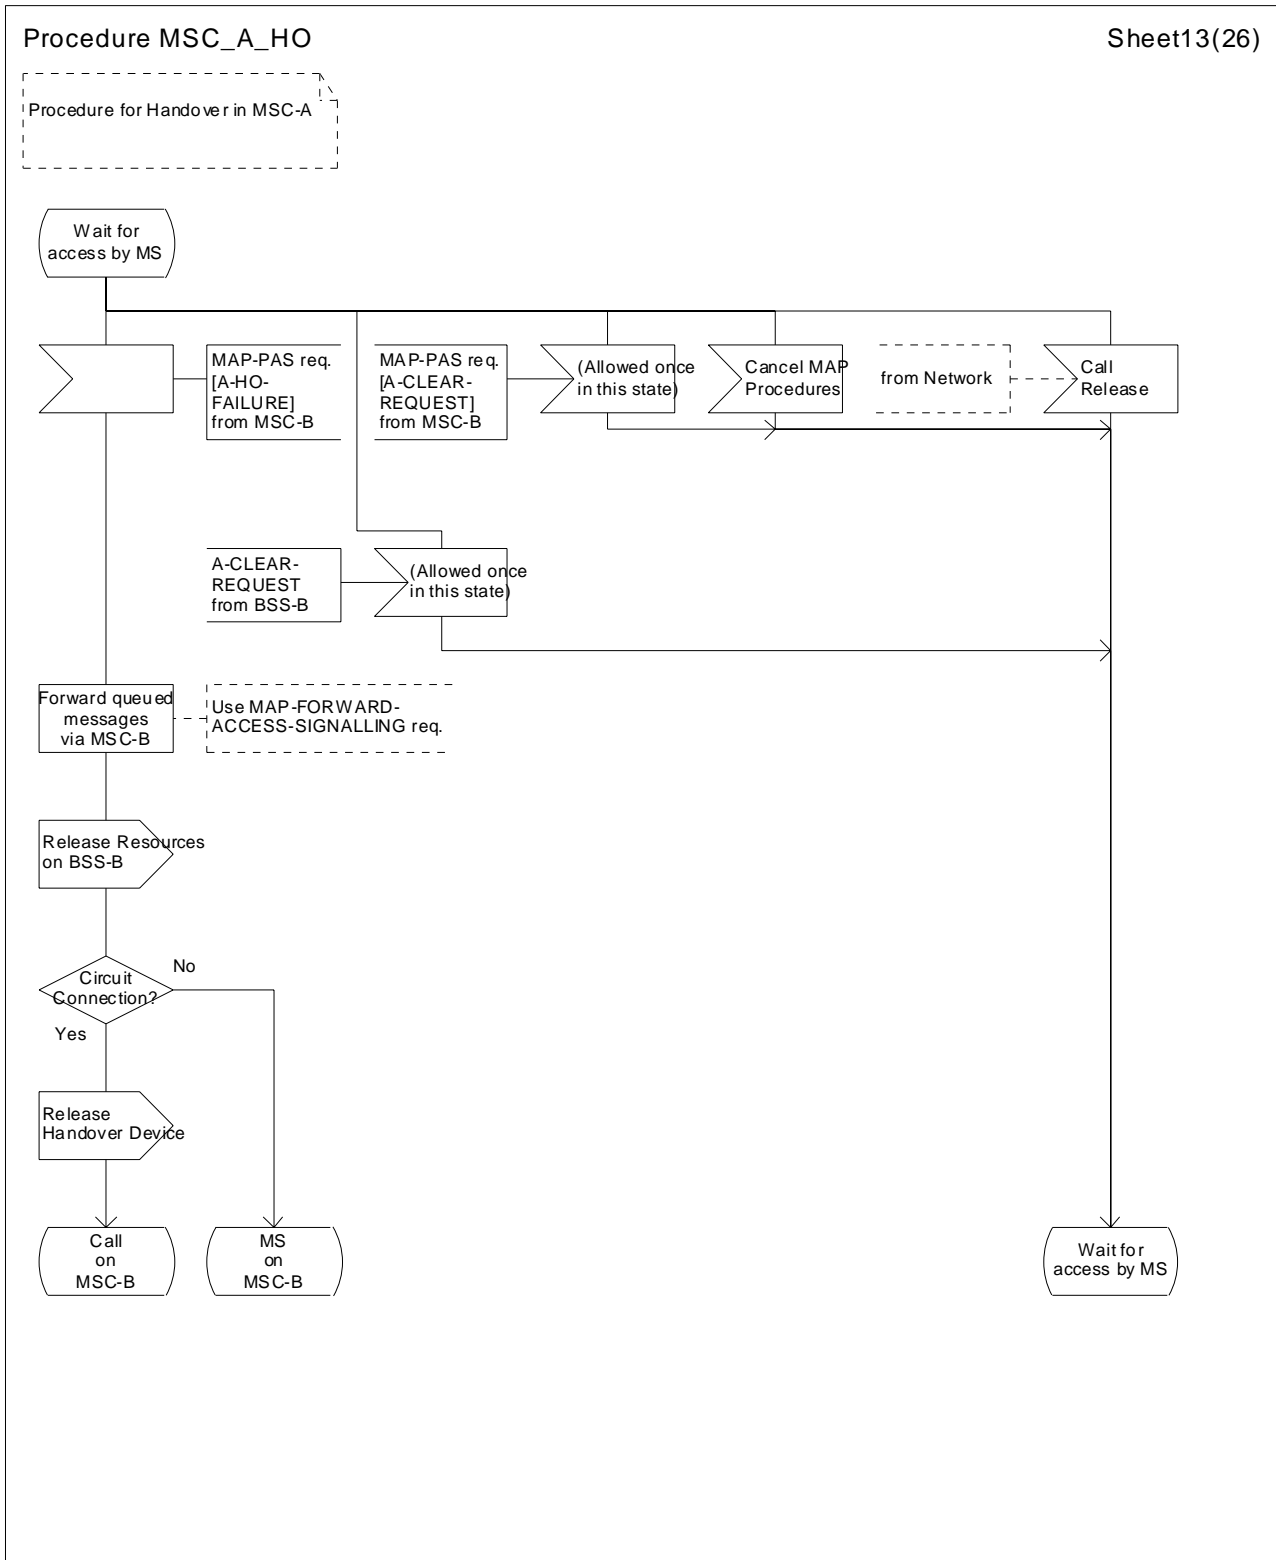 Procedure MSC_A_HO
Sheet13(26)
Procedure for Handover in MSC-A
Wait for
access by MS
MAP-PAS req.
[A-HO-
FAILURE]
from MSC-B
MAP-PAS req.
[A-CLEAR-
REQUEST]
from MSC-B
(Allowed once
in this state)
Cancel MAP
Procedures
from Network
Call
Release
A-CLEAR-
REQUEST
from BSS-B
(Allowed once
in this state)
Forward queued
messages
via MSC-B
Use MAP-FORWARD-
ACCESS-SIGNALLING req.
Release Resources
on BSS-B
Circuit
Connection?
No
Yes
Release
Handover Device
Call
on
MSC-B
MS
on
MSC-B
Wait for
access by MS